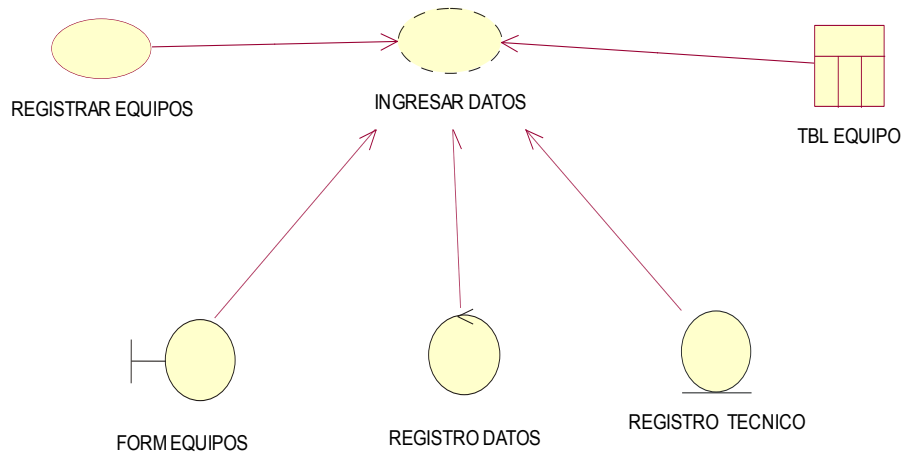 INGRESAR DATOS
REGISTRAR EQUIPOS
TBL EQUIPO
FORM EQUIPOS
REGISTRO DATOS
REGISTRO TECNICO